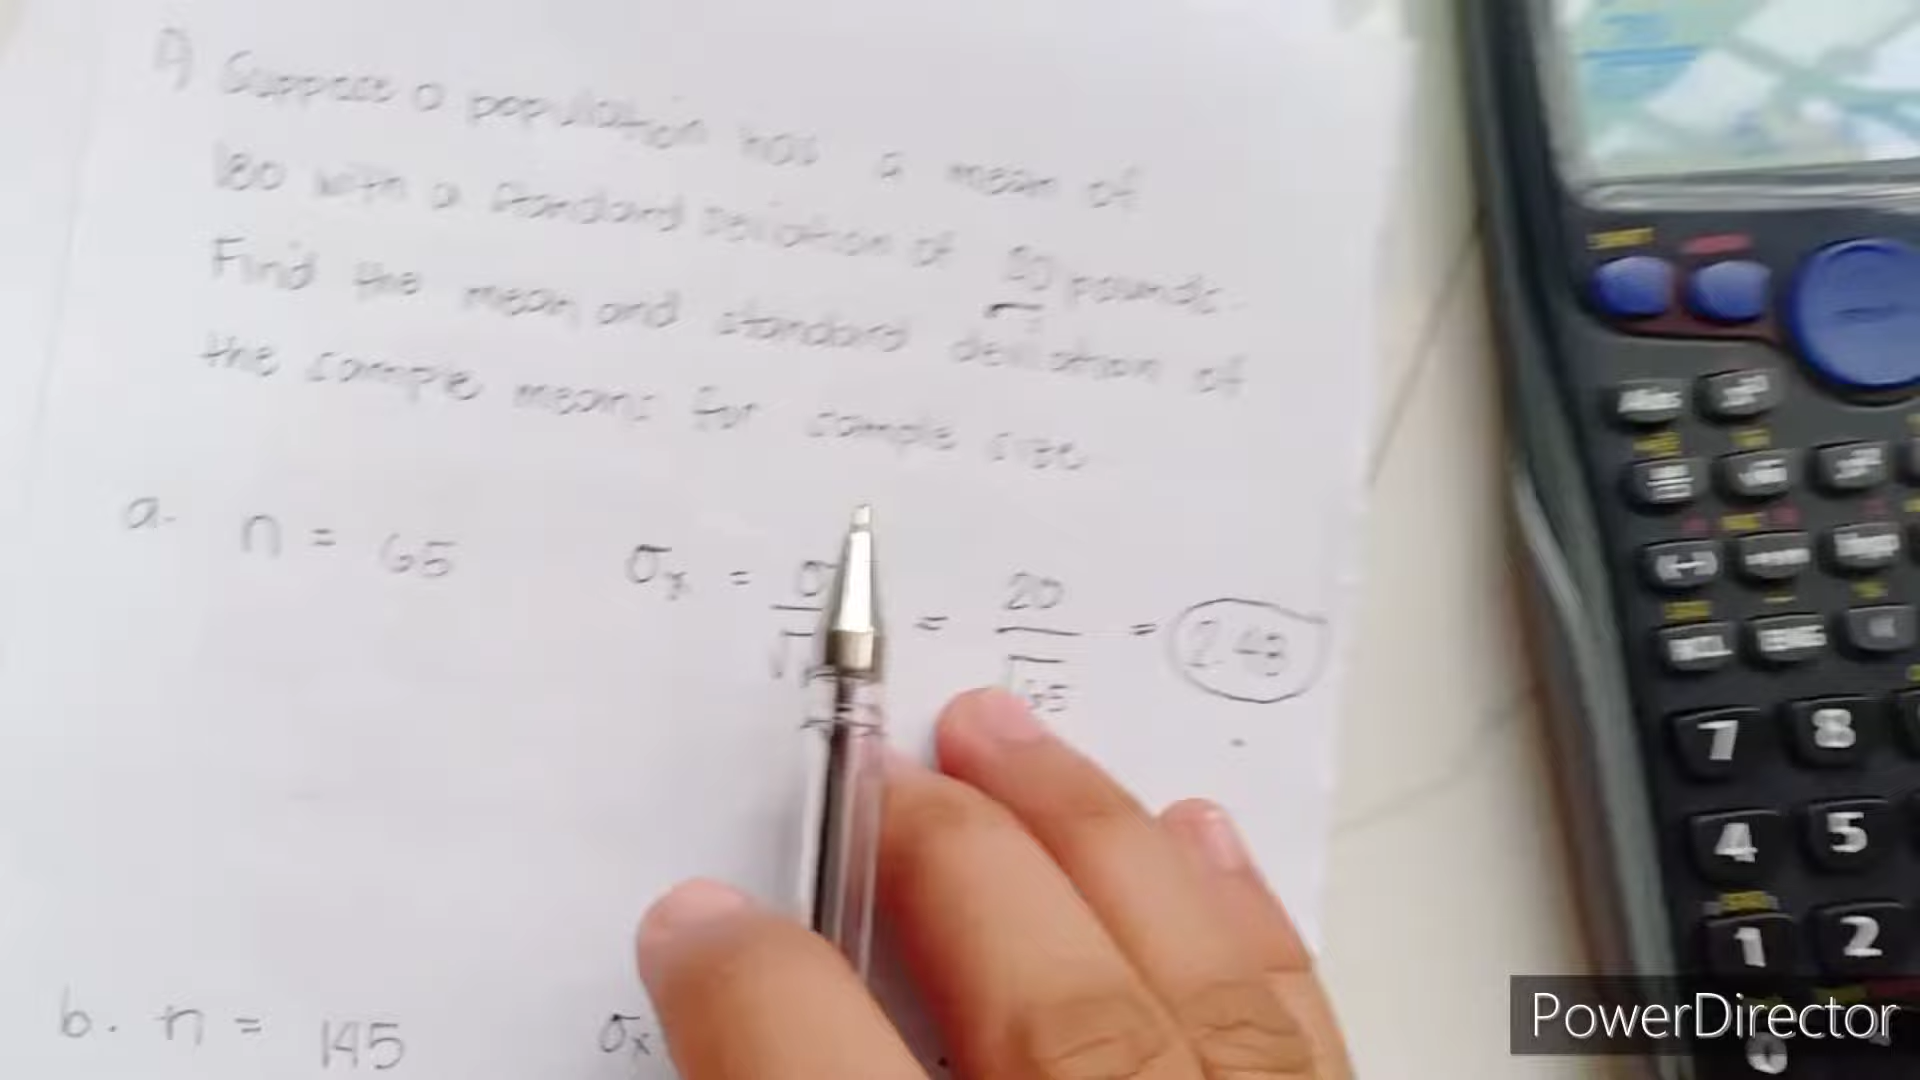 1) Suppose a population has a mean of
180 with a Standard Deviation of 20 pounds.
Find the mean and standard deviation of
the sample means for sample size
a. n = 65 σx = σ = 20 = 2.48
√65
b. n = 145 σx
7 8
4 5
1 2
0
PowerDirector